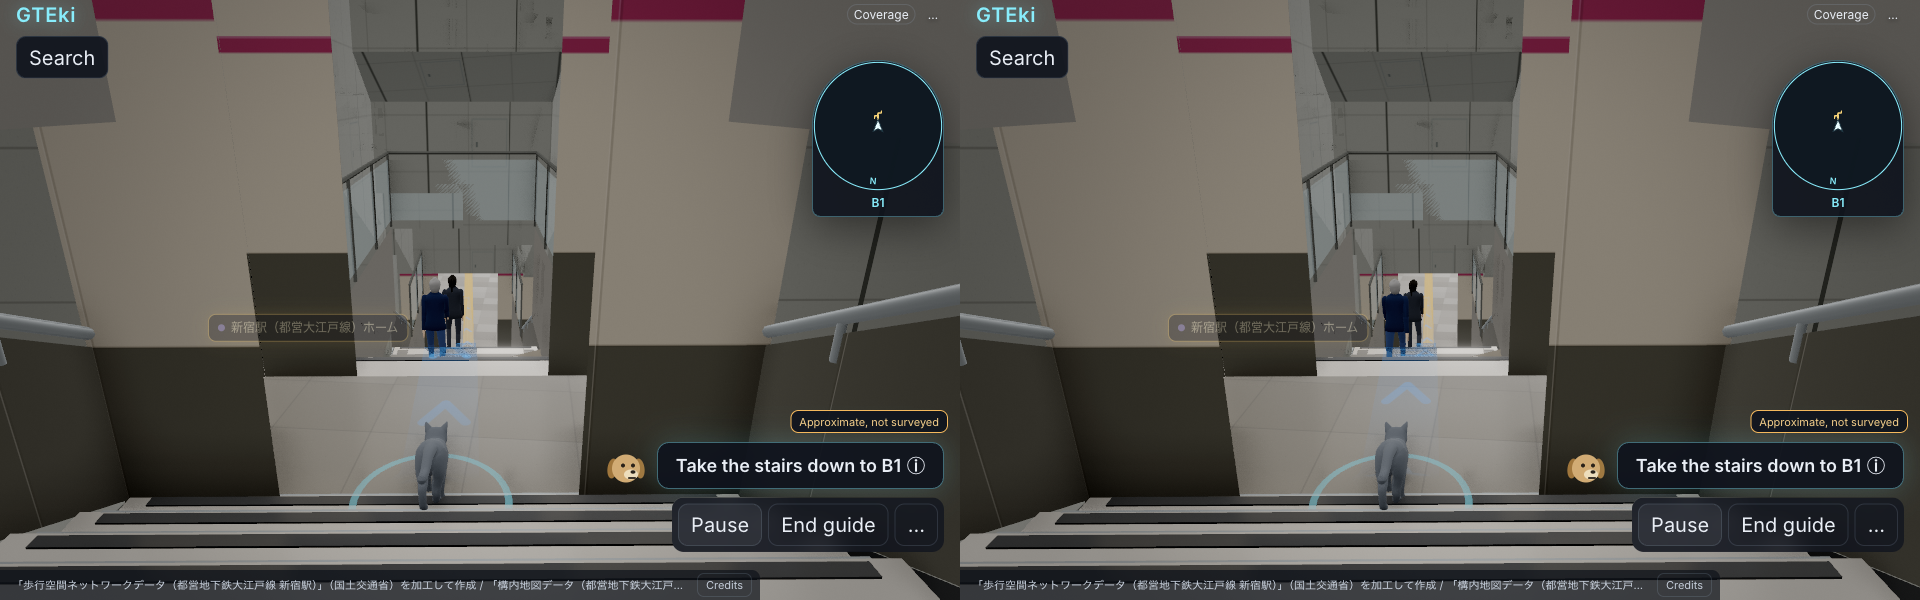 GTEki
Coverage
...
Search
N
B1
新宿駅（都営大江戸線）ホーム
Approximate, not surveyed
Take the stairs down to B1 ⓘ
Pause
End guide
...
「歩行空間ネットワークデータ（都営地下鉄大江戸線 新宿駅）」（国土交通省）を加工して作成 / 「構内地図データ（都営地下鉄大江戸...
Credits
GTEki
Coverage
...
Search
N
B1
新宿駅（都営大江戸線）ホーム
Approximate, not surveyed
Take the stairs down to B1 ⓘ
Pause
End guide
...
「歩行空間ネットワークデータ（都営地下鉄大江戸線 新宿駅）」（国土交通省）を加工して作成 / 「構内地図データ（都営地下鉄大江戸...
Credits